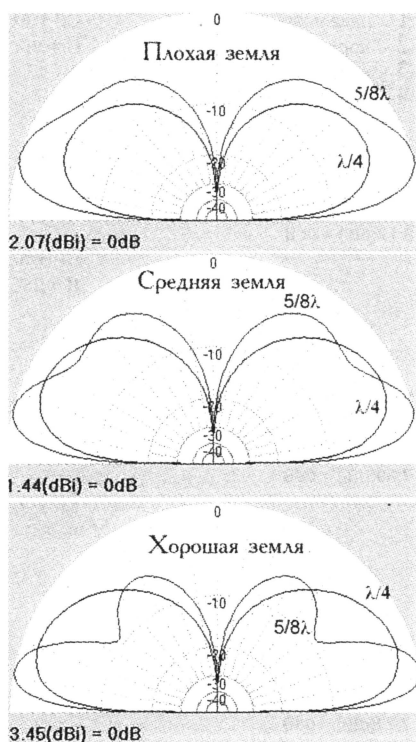 0
Плохая земля
5/8λ
-10
λ/4
-20
-30
-40
2.07(dBi) = 0dB
0
Средняя земля
5/8λ
-10
λ/4
-20
-30
-40
1.44(dBi) = 0dB
0
Хорошая земля
λ/4
-10
5/8λ
-20
-30
-40
3.45(dBi) = 0dB